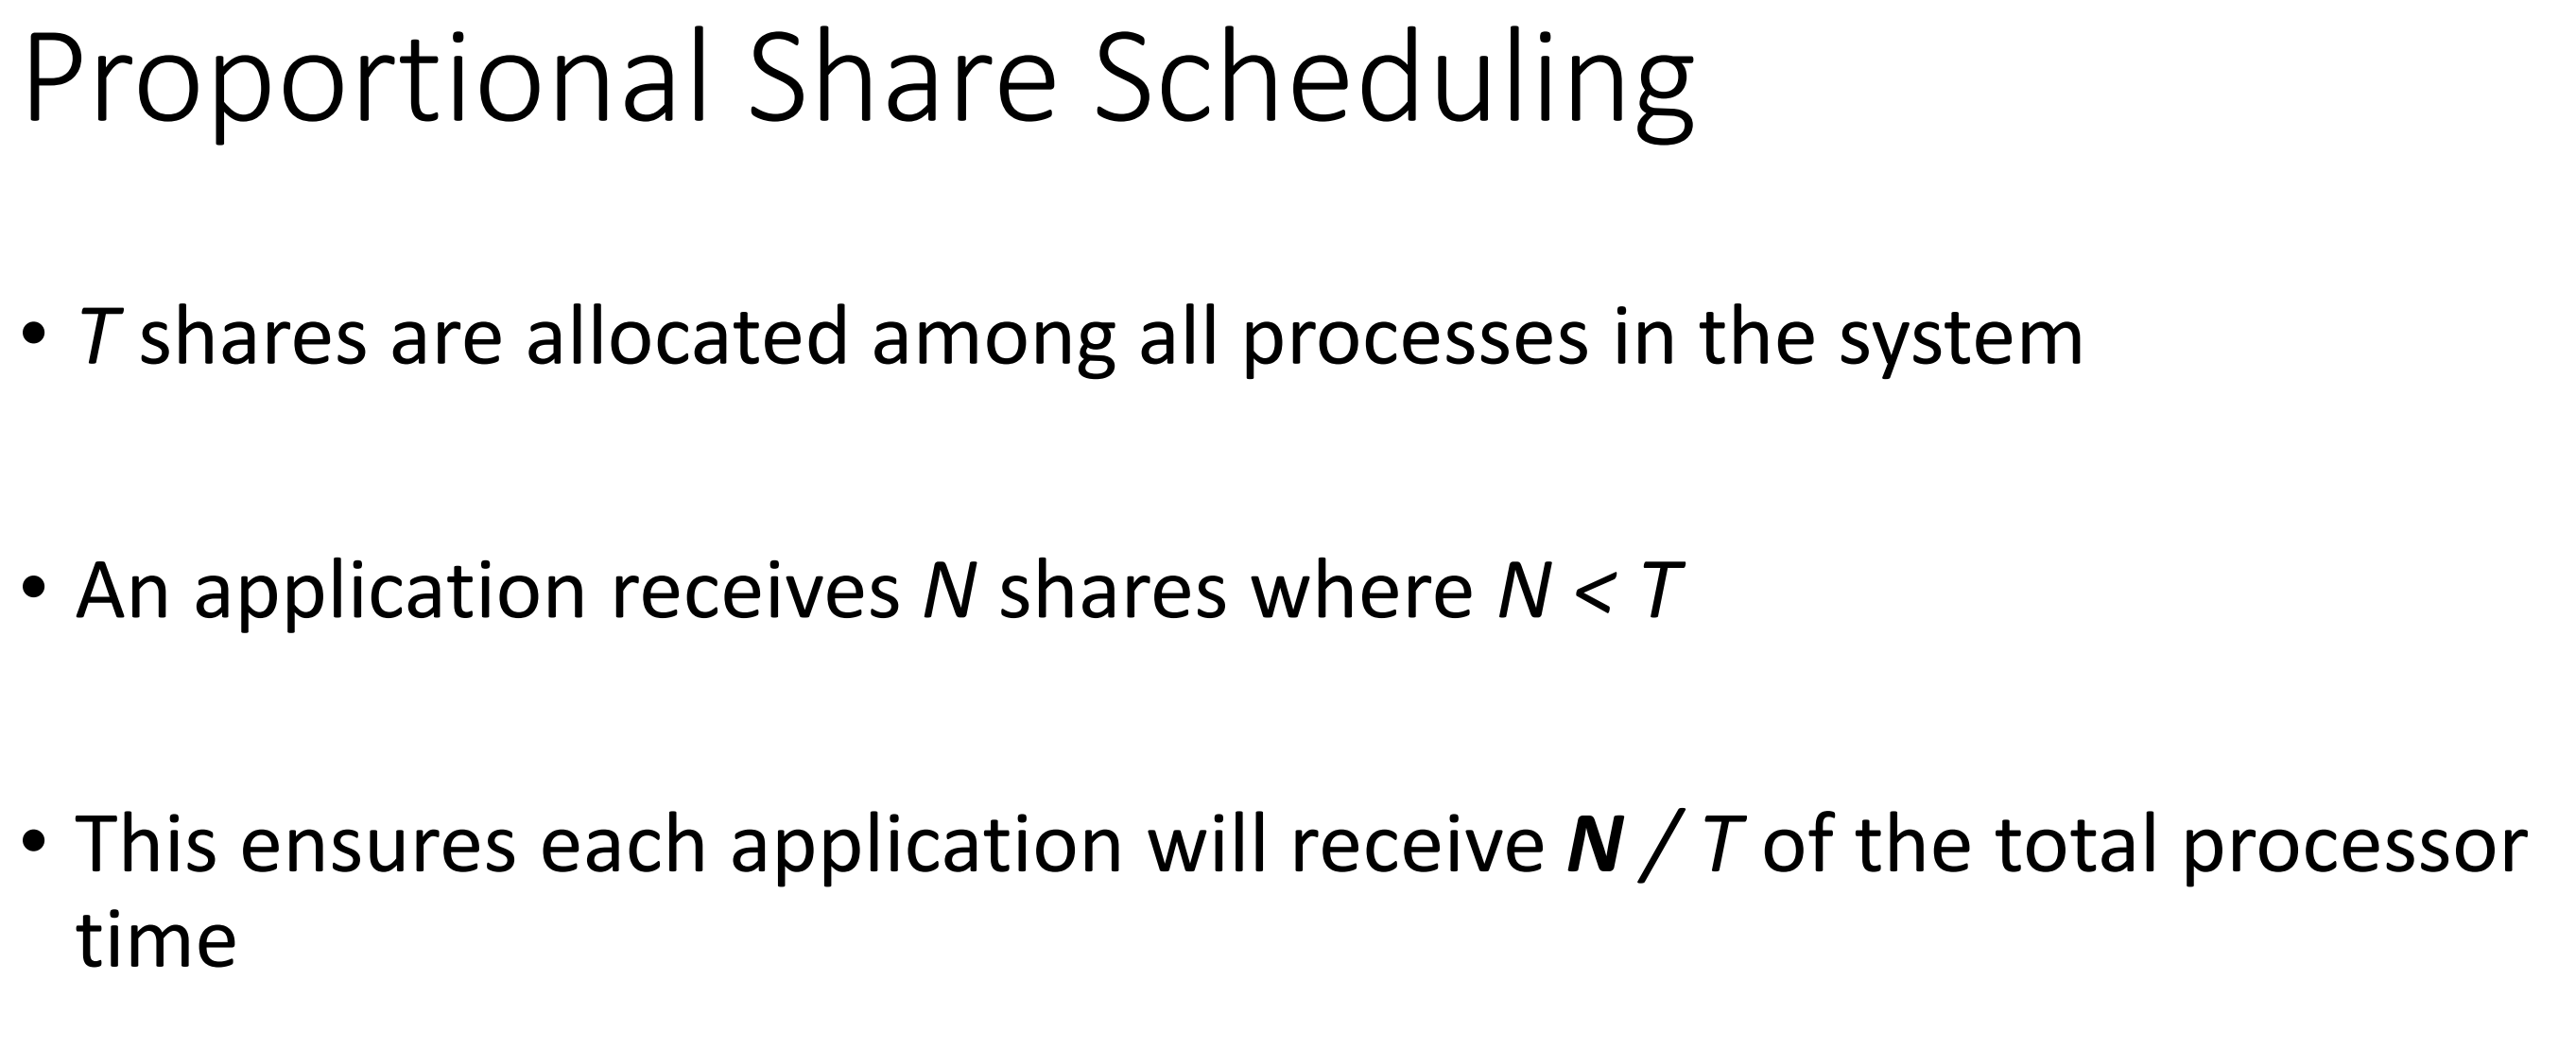 Proportional Share Scheduling
• T shares are allocated among all processes in the system
• An application receives N shares where N < T
• This ensures each application will receive N / T of the total processor
time